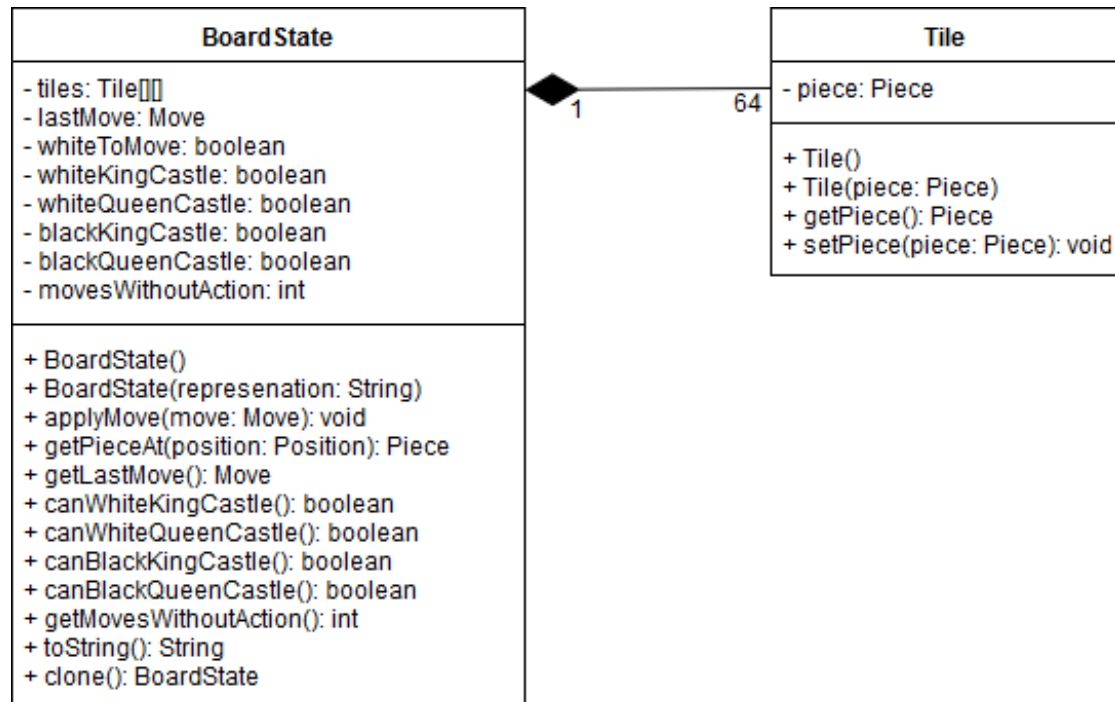 BoardState
- tiles: Tile[][]
- lastMove: Move
- whiteToMove: boolean
- whiteKingCastle: boolean
- whiteQueenCastle: boolean
- blackKingCastle: boolean
- blackQueenCastle: boolean
- movesWithoutAction: int
+ BoardState()
+ BoardState(represenation: String)
+ applyMove(move: Move): void
+ getPieceAt(position: Position): Piece
+ getLastMove(): Move
+ canWhiteKingCastle(): boolean
+ canWhiteQueenCastle(): boolean
+ canBlackKingCastle(): boolean
+ canBlackQueenCastle(): boolean
+ getMovesWithoutAction(): int
+ toString(): String
+ clone(): BoardState
1
64
Tile
- piece: Piece
+ Tile()
+ Tile(piece: Piece)
+ getPiece(): Piece
+ setPiece(piece: Piece): void